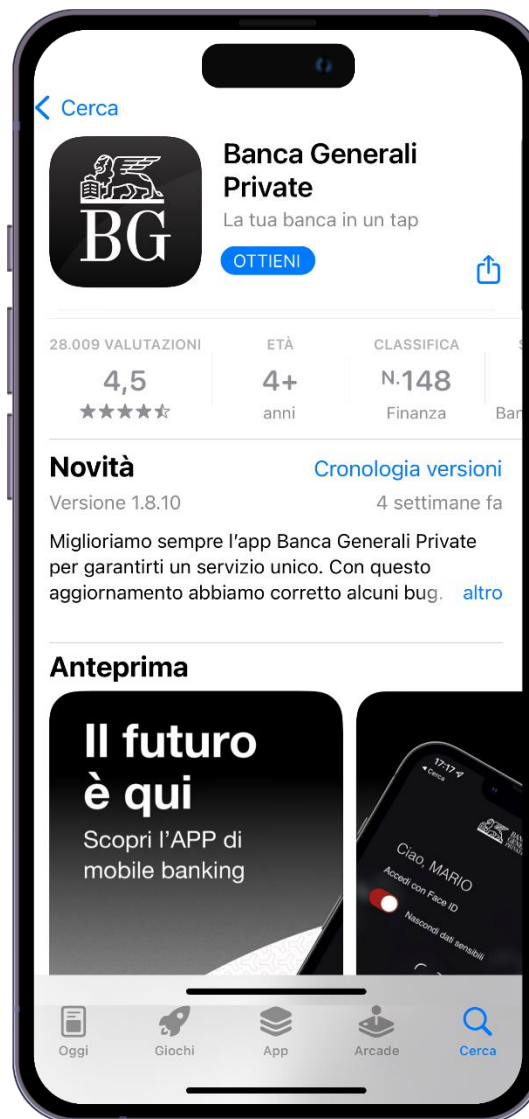 Cerca
BG
Banca Generali
Private
La tua banca in un tap
OTTIENI
28.009 VALUTAZIONI
4,5
ETÀ
4+
anni
CLASSIFICA
N.148
Finanza
Novità
Cronologia versioni
Versione 1.8.10
4 settimane fa
Miglioriamo sempre l'app Banca Generali Private
per garantirti un servizio unico. Con questo
aggiornamento abbiamo corretto alcuni bug. altro
Anteprima
Il futuro
è qui
Scopri l'APP di
mobile banking
17:17
Cerca
Ciao, MARIO
Accedi con Face ID
Nascondi dati sensibili
Oggi
Giochi
App
Arcade
Cerca